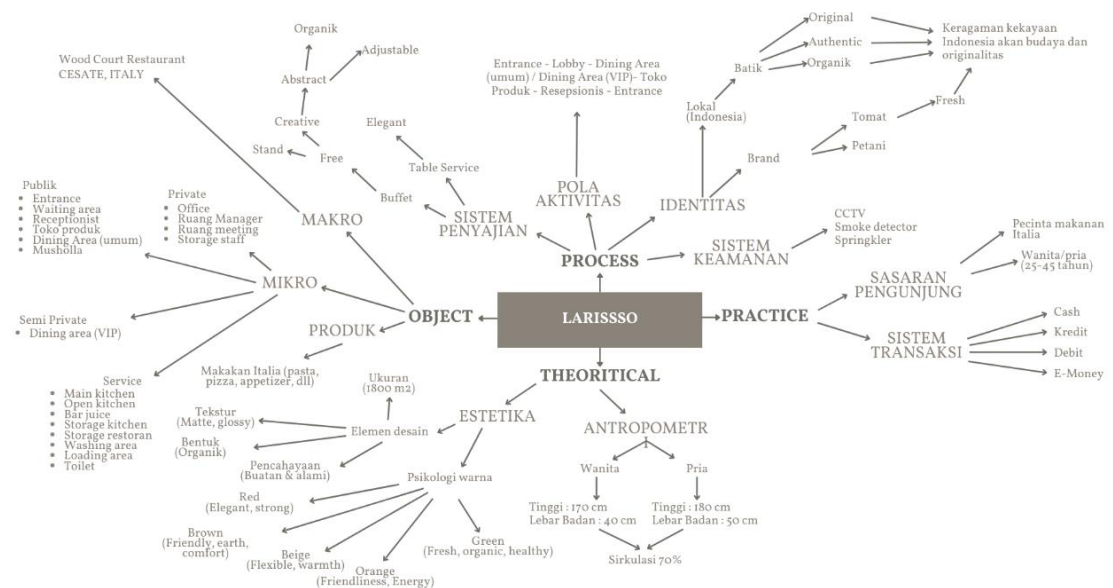 Wood Court Restaurant
CESATE, ITALY
Organik
Adjustable
Abstract
Creative
Stand
Free
Buffet
Elegant
Table Service
SISTEM
PENYAJIAN
Entrance - Lobby - Dining Area
(umum) / Dining Area (VIP)- Toko
Produk - Resepsionis - Entrance
POLA
AKTIVITAS
Original
Authentic
Organik
Batik
Keragaman kekayaan
Indonesia akan budaya dan
originalitas
Lokal
(Indonesia)
Fresh
Tomat
Petani
Brand
IDENTITAS
PROCESS
SISTEM
KEAMANAN
CCTV
Smoke detector
Springkler
Publik
• Entrance
• Waiting area
• Receptionist
• Toko produk
• Dining Area (umum)
• Musholla
Private
• Office
• Ruang Manager
• Ruang meeting
• Storage staff
MAKRO
MIKRO
Semi Private
• Dining area (VIP)
Service
• Main kitchen
• Open kitchen
• Bar juice
• Storage kitchen
• Storage restoran
• Washing area
• Loading area
• Toilet
OBJECT
PRODUK
Makakan Italia (pasta,
pizza, appetizer, dll)
LARISSSO
PRACTICE
SASARAN
PENGUNJUNG
Pecinta makanan
Italia
Wanita/pria
(25-45 tahun)
SISTEM
TRANSAKSI
Cash
Kredit
Debit
E-Money
THEORITICAL
ESTETIKA
Elemen desain
Ukuran
(1800 m2)
Tekstur
(Matte, glossy)
Bentuk
(Organik)
Pencahayaan
(Buatan & alami)
Psikologi warna
Red
(Elegant, strong)
Brown
(Friendly, earth,
comfort)
Beige
(Flexible, warmth)
Orange
(Friendliness, Energy)
Green
(Fresh, organic, healthy)
ANTROPOMETR
I
Wanita
Pria
Tinggi : 170 cm
Lebar Badan : 40 cm
Tinggi : 180 cm
Lebar Badan : 50 cm
Sirkulasi 70%